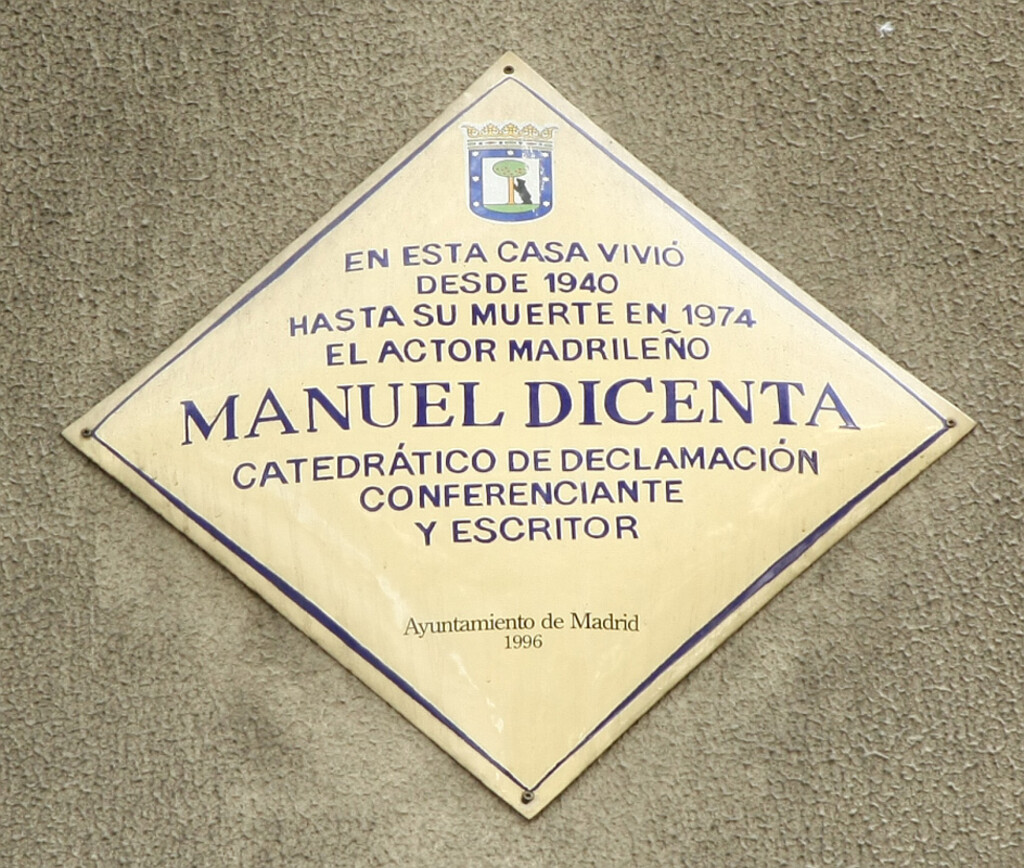 EN ESTA CASA VIVIÓ
DESDE 1940
HASTA SU MUERTE EN 1974
EL ACTOR MADRILEÑO
MANUEL DICENTA
CATEDRÁTICO DE DECLAMACIÓN
CONFERENCIANTE
Y ESCRITOR
Ayuntamiento de Madrid
1996